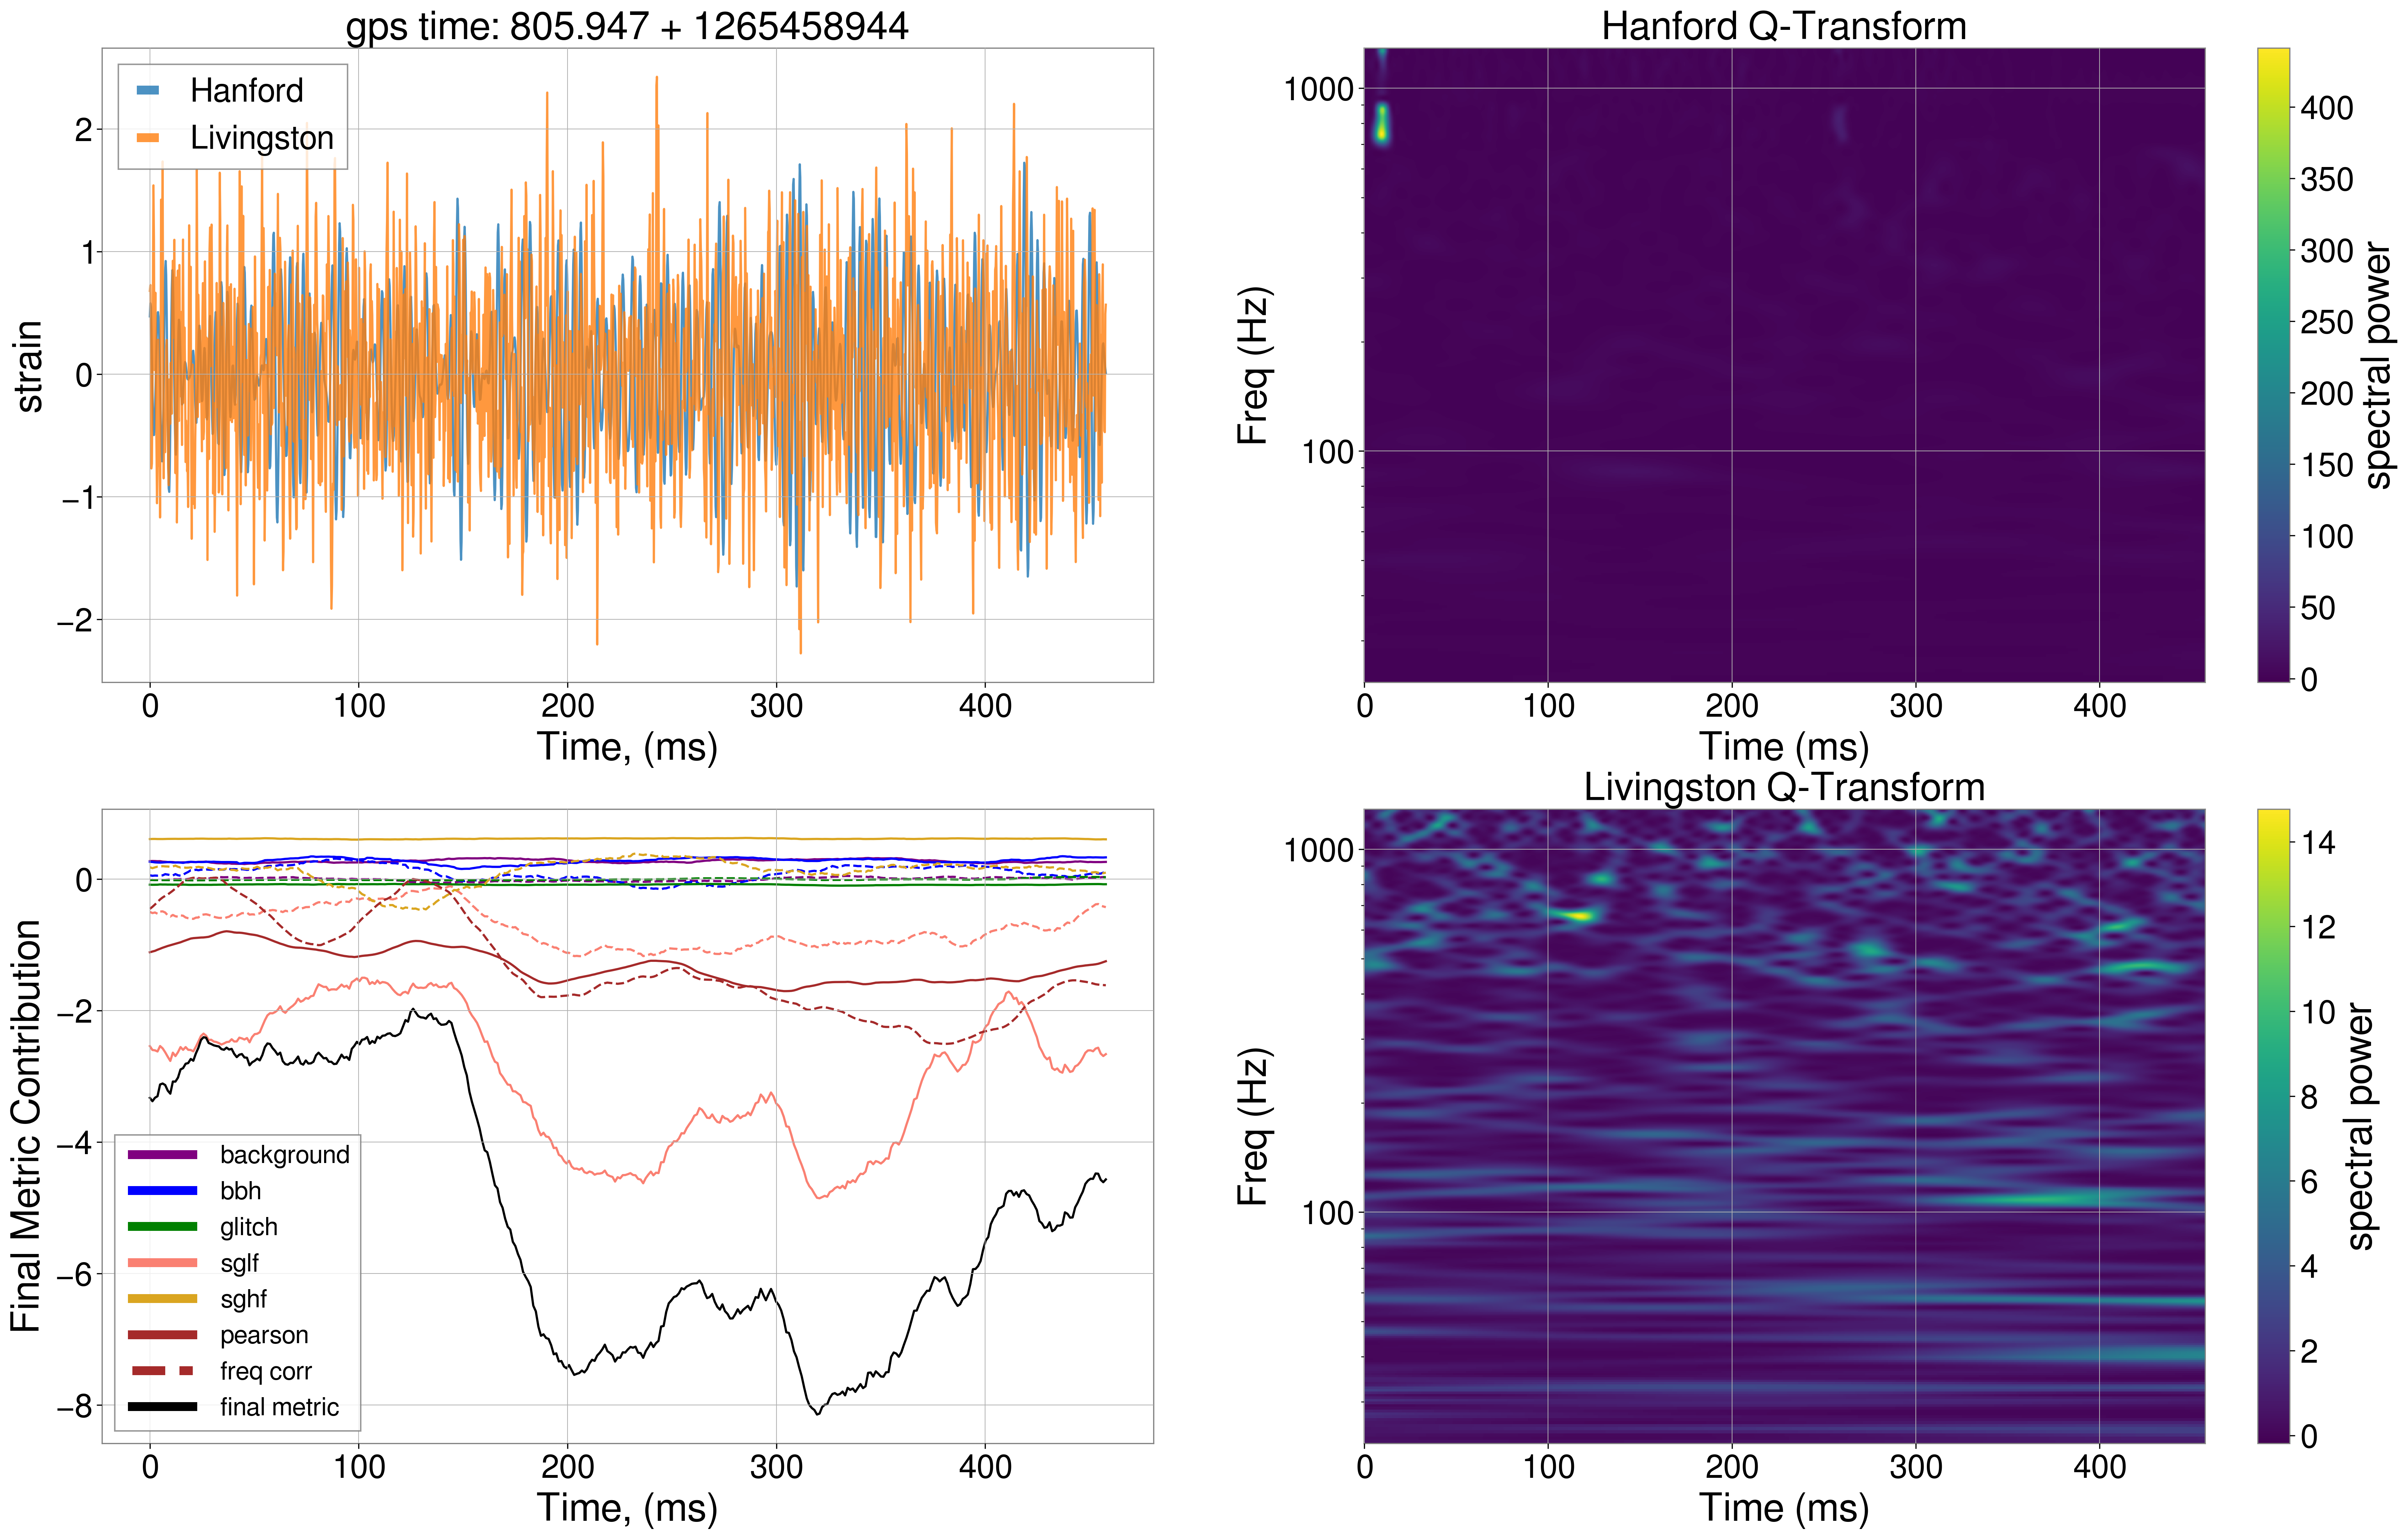 gps time: 805.947 + 1265458944
Hanford
Livingston
strain
2
1
0
−1
−2
0 100 200 300 400
Time, (ms)
Hanford Q-Transform
Freq (Hz)
1000
100
0 100 200 300 400
Time (ms)
400
350
300
250
200
150
100
50
0
spectral power
Final Metric Contribution
0
−2
−4
−6
−8
background
bbh
glitch
sglf
sghf
pearson
freq corr
final metric
0 100 200 300 400
Time, (ms)
Livingston Q-Transform
Freq (Hz)
1000
100
0 100 200 300 400
Time (ms)
14
12
10
8
6
4
2
0
spectral power